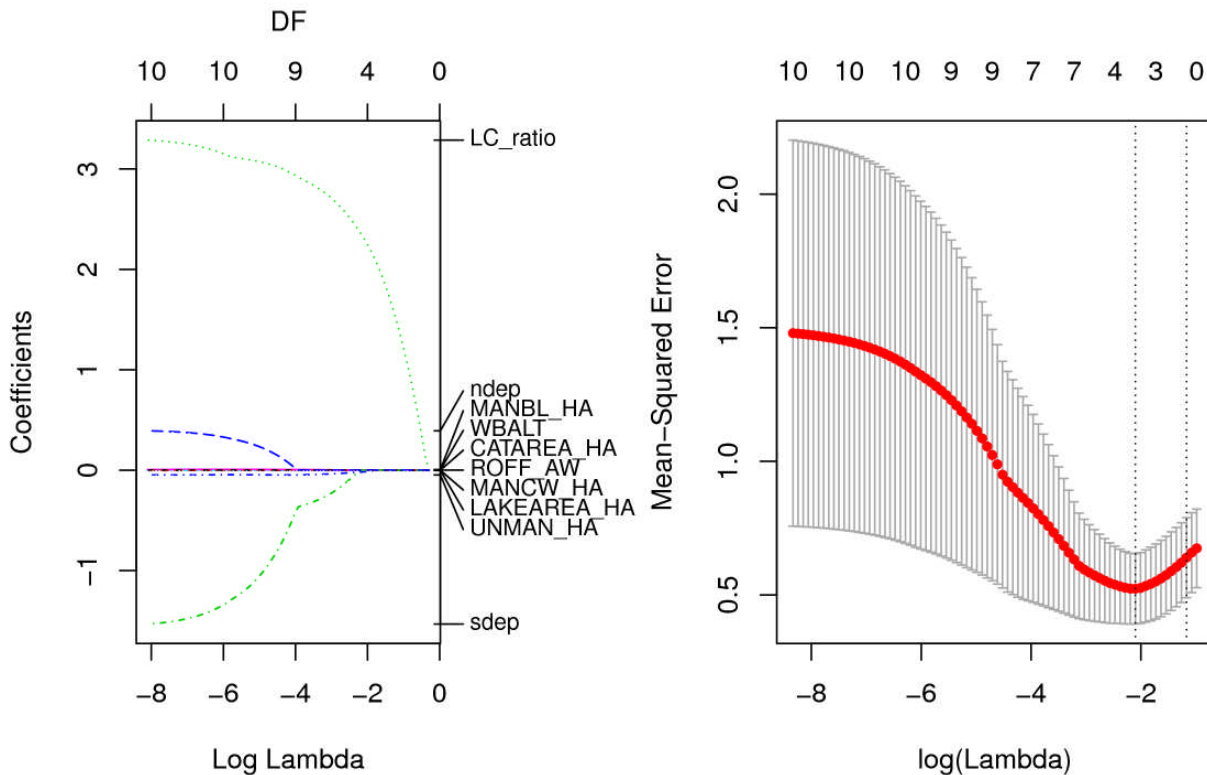 DF
10 10 9 4 0
3
2
1
0
−1
Coefficients
LC_ratio
ndep
MANBL_HA
WBALT
CATAREA_HA
ROFF_AW
MANCW_HA
LAKEAREA_HA
UNMAN_HA
sdep
−8 −6 −4 −2 0
Log Lambda
10 10 10 9 9 7 7 4 3 0
2.0
1.5
1.0
0.5
Mean−Squared Error
−8 −6 −4 −2
log(Lambda)